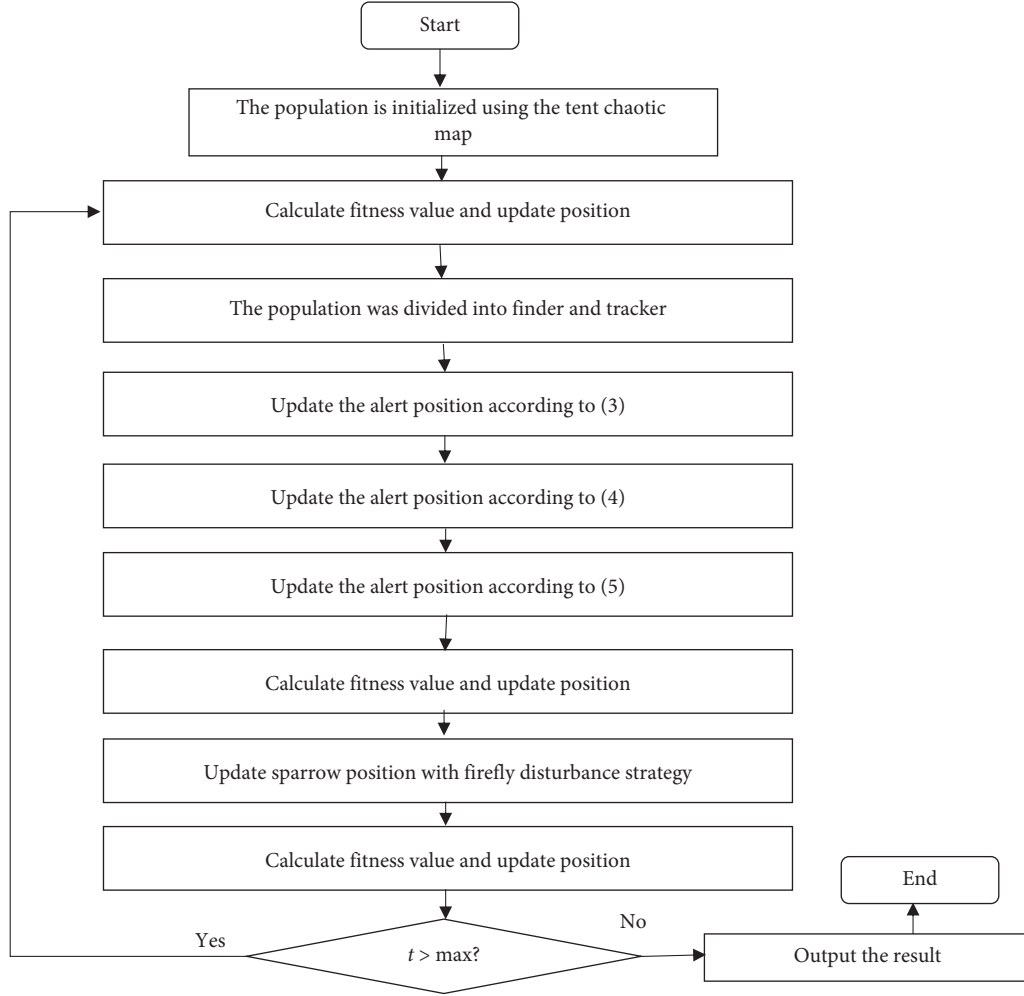 Start
The population is initialized using the tent chaotic
map
Calculate fitness value and update position
The population was divided into finder and tracker
Update the alert position according to (3)
Update the alert position according to (4)
Update the alert position according to (5)
Calculate fitness value and update position
Update sparrow position with firefly disturbance strategy
Calculate fitness value and update position
End
No
Yes
t > max?
Output the result